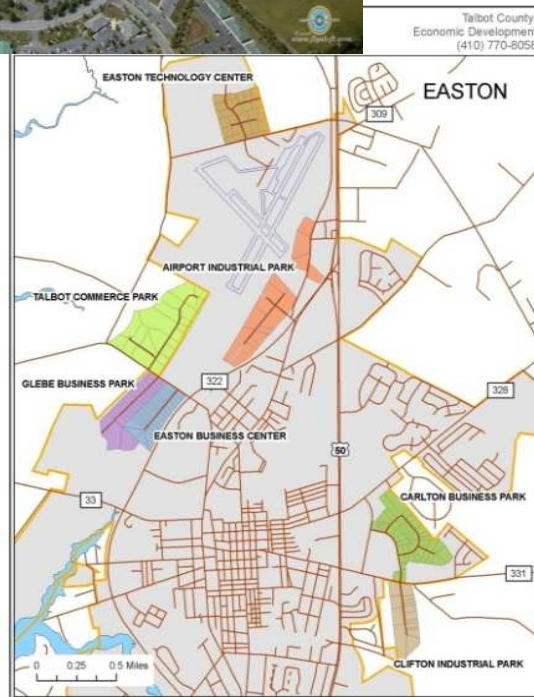 Talbot County
Economic Development
(410) 770-8058
EASTON TECHNOLOGY CENTER
EASTON
309
AIRPORT INDUSTRIAL PARK
TALBOT COMMERCE PARK
322
GLEBE BUSINESS PARK
328
EASTON BUSINESS CENTER
50
33
CARLTON BUSINESS PARK
331
0 0.25 0.5 Miles
CLIFTON INDUSTRIAL PARK